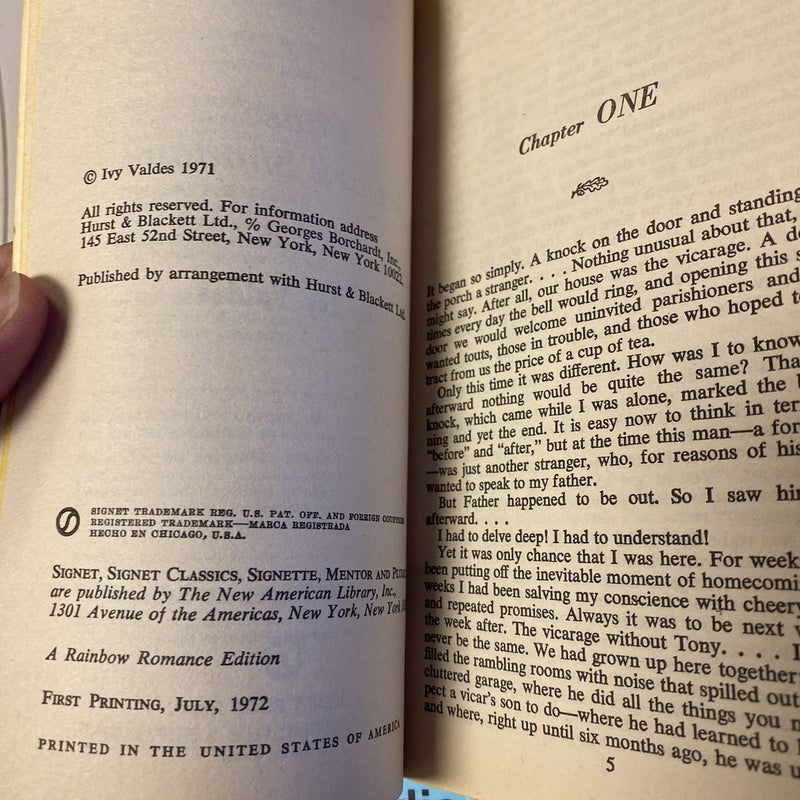 © Ivy Valdes 1971
All rights reserved. For information address
Hurst & Blackett Ltd., % Georges Borchardt, Inc.,
145 East 52nd Street, New York, New York 10022.
Published by arrangement with Hurst & Blackett Ltd.
SIGNET TRADEMARK REG. U.S. PAT. OFF. AND FOREIGN COUNTRIES
REGISTERED TRADEMARK—MARCA REGISTRADA
HECHO EN CHICAGO, U.S.A.
SIGNET, SIGNET CLASSICS, SIGNETTE, MENTOR AND
are published by The New American Library, Inc.,
1301 Avenue of the Americas, New York, New York
A Rainbow Romance Edition
FIRST PRINTING, JULY, 1972
PRINTED IN THE UNITED STATES OF AMERICA
Chapter ONE
It began so simply. A knock on the door and standing
the porch a stranger. . . . Nothing unusual about that,
might say. After all, our house was the vicarage. A
times every day the bell would ring, and opening this
door we would welcome uninvited parishioners and
wanted touts, those in trouble, and those who hoped
tract from us the price of a cup of tea.
Only this time it was different. How was I to know
afterward nothing would be quite the same?
knock, which came while I was alone, marked the
ning and yet the end. It is easy now to think in
"before" and "after," but at the time this man—a
—was just another stranger, who, for reasons of his
wanted to speak to my father.
But Father happened to be out. So I saw
afterward. . . .
I had to delve deep! I had to understand!
Yet it was only chance that I was here. For
been putting off the inevitable moment of
weeks I had been salving my conscience with
and repeated promises. Always it was to be next
the week after. The vicarage without Tony. . . .
never be the same. We had grown up here together
filled the rambling rooms with noise that spilled out
cluttered garage, where he did all the things you
pect a vicar's son to do—where he had learned to
and where, right up until six months ago, he was
5